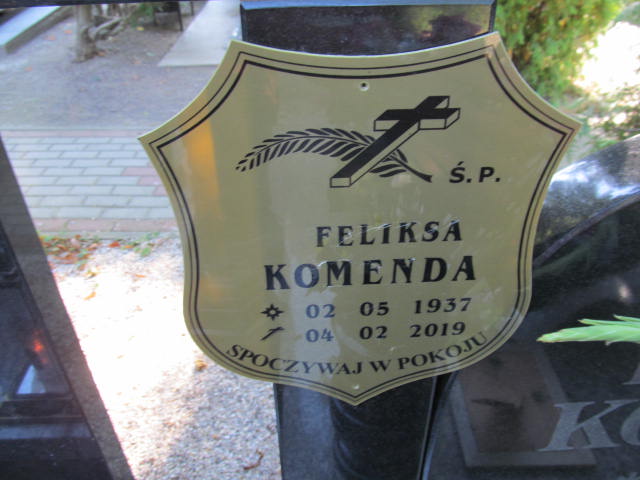 Ś.P.
FELIKSA
KOMENDA
02 05 1937
04 02 2019
SPOCZYWAJ W POKOJU